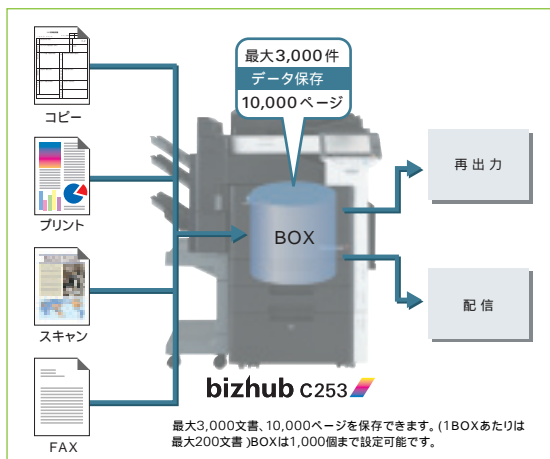 最大3,000件
データ保存
10,000ページ
コピー
プリント
スキャン
FAX
BOX
再出力
配信
bizhub C253
最大3,000文書、10,000ページを保存できます。(1BOXあたりは
最大200文書)BOXは1,000個まで設定可能です。